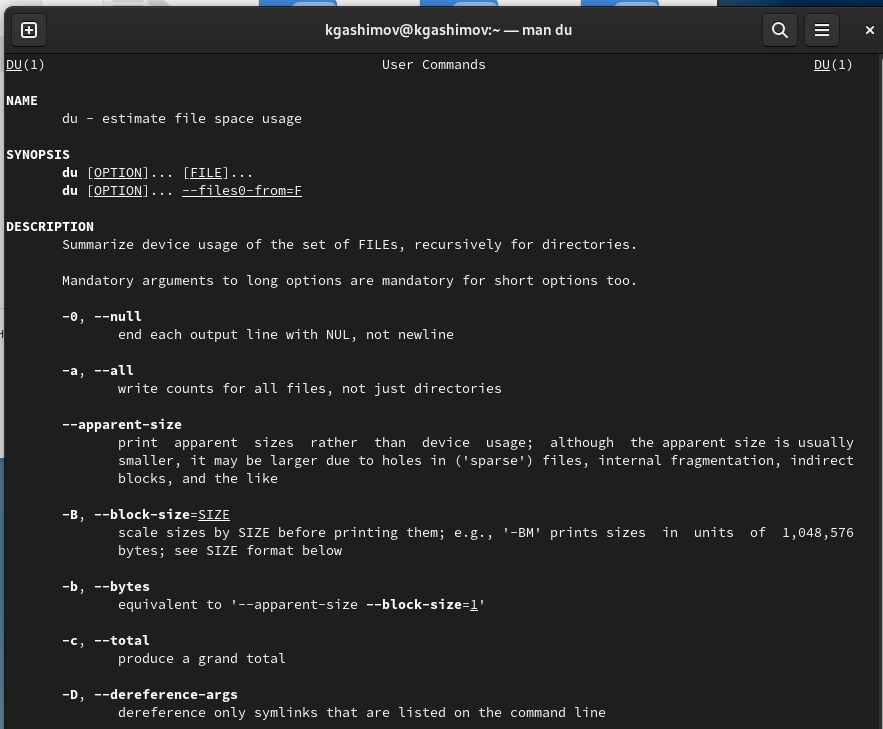 kgashimov@kgashimov:~ — man du
DU(1) User Commands DU(1)
NAME
du - estimate file space usage
SYNOPSIS
du [OPTION]... [FILE]...
du [OPTION]... --files0-from=F
DESCRIPTION
Summarize device usage of the set of FILEs, recursively for directories.
Mandatory arguments to long options are mandatory for short options too.
-0, --null
end each output line with NUL, not newline
-a, --all
write counts for all files, not just directories
--apparent-size
print apparent sizes rather than device usage; although the apparent size is usually
smaller, it may be larger due to holes in ('sparse') files, internal fragmentation, indirect
blocks, and the like
-B, --block-size=SIZE
scale sizes by SIZE before printing them; e.g., '-BM' prints sizes in units of 1,048,576
bytes; see SIZE format below
-b, --bytes
equivalent to '--apparent-size --block-size=1'
-c, --total
produce a grand total
-D, --dereference-args
dereference only symlinks that are listed on the command line